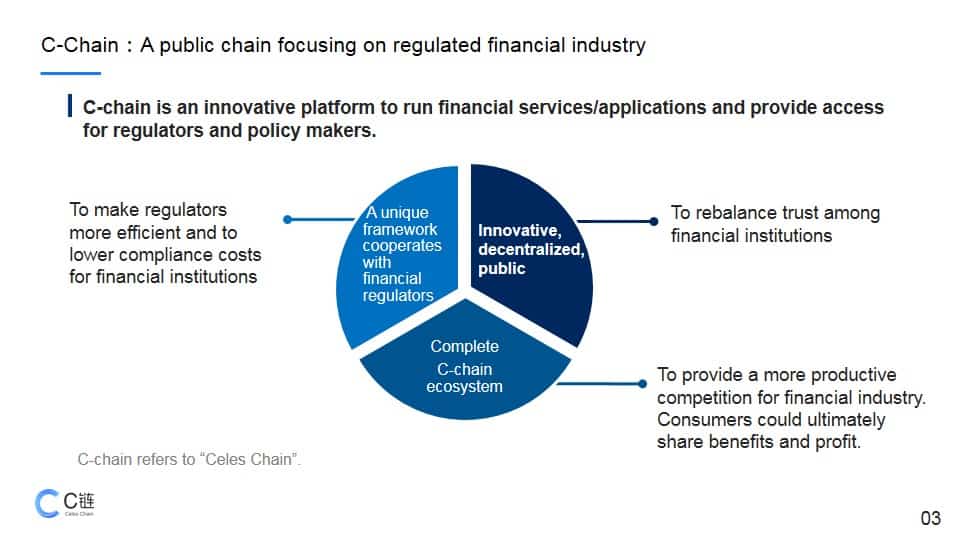 C-Chain：A public chain focusing on regulated financial industry
C-chain is an innovative platform to run financial services/applications and provide access
for regulators and policy makers.
To make regulators
more efficient and to
lower compliance costs
for financial institutions
A unique
framework
cooperates
with
financial
regulators
Innovative,
decentralized,
public
To rebalance trust among
financial institutions
Complete
C-chain
ecosystem
To provide a more productive
competition for financial industry.
Consumers could ultimately
share benefits and profit.
C-chain refers to “Celes Chain”.
C链
Celes Chain
03